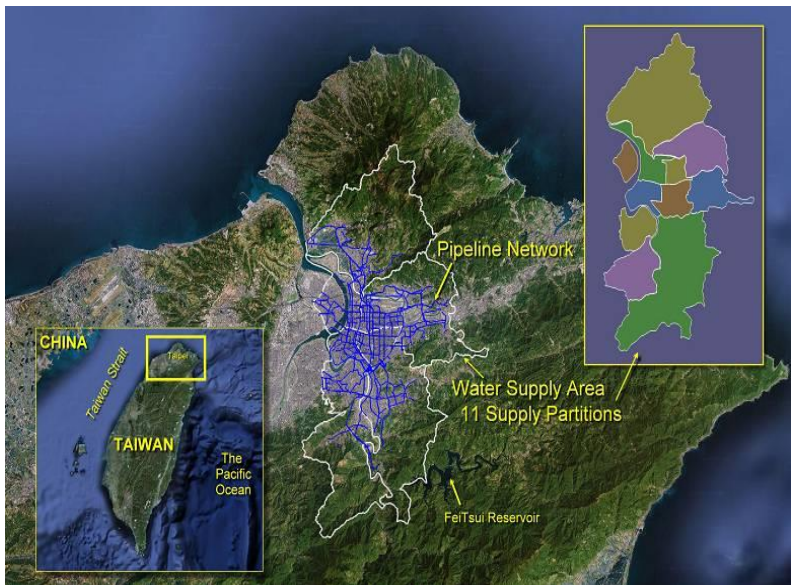 Pipeline Network
Water Supply Area
11 Supply Partitions
FeiTsui Reservoir
CHINA
Taipei
Taiwan Strait
TAIWAN
The
Pacific
Ocean